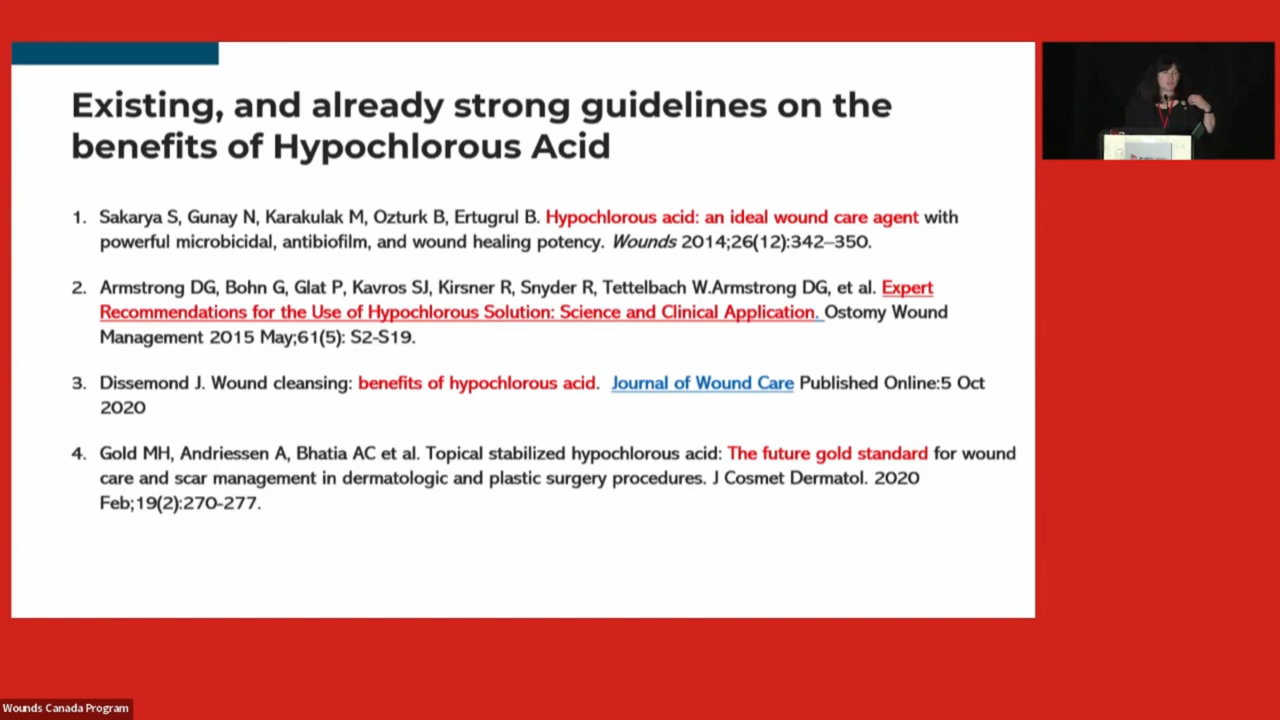 Existing, and already strong guidelines on the
benefits of Hypochlorous Acid
1. Sakarya S, Gunay N, Karakulak M, Ozturk B, Ertugrul B. Hypochlorous acid: an ideal wound care agent with
powerful microbicidal, antibiofilm, and wound healing potency. Wounds 2014;26(12):342–350.
2. Armstrong DG, Bohn G, Glat P, Kavros SJ, Kirsner R, Snyder R, Tettelbach W.Armstrong DG, et al. Expert
Recommendations for the Use of Hypochlorous Solution: Science and Clinical Application. Ostomy Wound
Management 2015 May;61(5): S2-S19.
3. Dissemond J. Wound cleansing: benefits of hypochlorous acid. Journal of Wound Care Published Online:5 Oct
2020
4. Gold MH, Andriessen A, Bhatia AC et al. Topical stabilized hypochlorous acid: The future gold standard for wound
care and scar management in dermatologic and plastic surgery procedures. J Cosmet Dermatol. 2020
Feb;19(2):270-277.
Wounds Canada Program